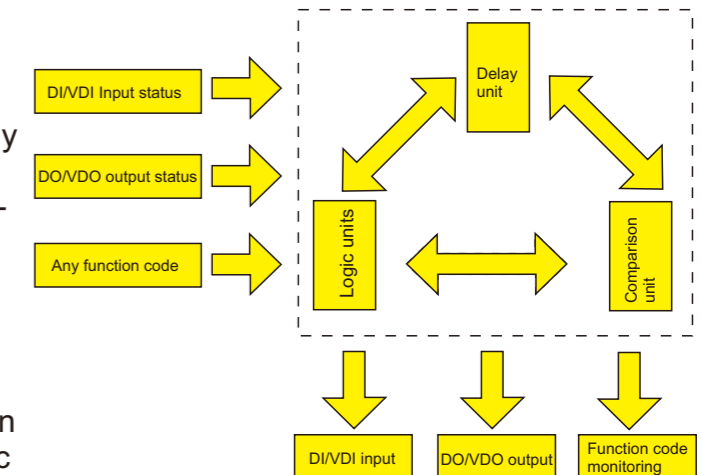 Delay
unit
DI/VDI Input status
y
DO/VDO output status
-
Any function code
Logic units
Comparison
unit
n
c
DI/VDI input
DO/VDO output
Function code
monitoring